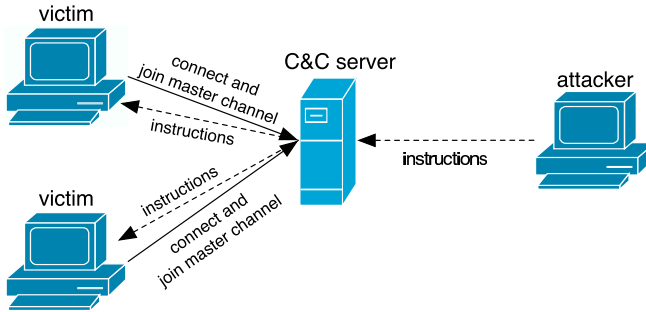 victim
connect and
join master channel
instructions
C&C server
attacker
instructions
victim
instructions
connect and
join master channel